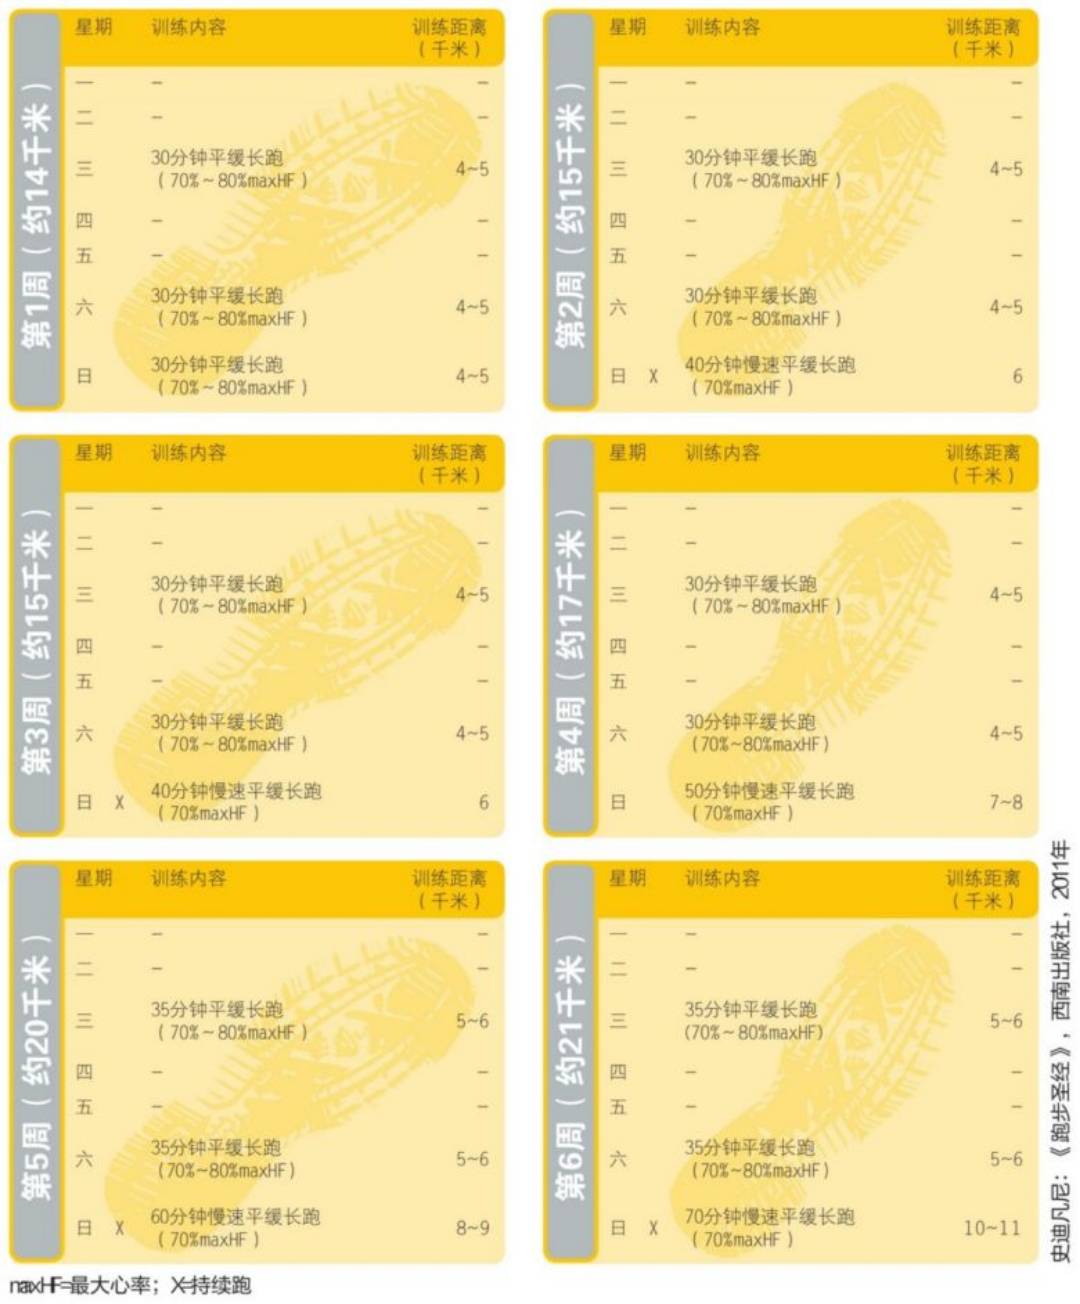 第1周（约14千米）
星期 训练内容 训练距离
（千米）
一 - -
二 - -
30分钟平缓长跑
三 4~5
（70%~80%maxHF）
四 - -
五 - -
30分钟平缓长跑
六 4~5
（70%~80%maxHF）
30分钟平缓长跑
日 4~5
（70%~80%maxHF）
第2周（约15千米）
星期 训练内容 训练距离
（千米）
一 - -
二 - -
30分钟平缓长跑
三 4~5
（70%~80%maxHF）
四 - -
五 - -
30分钟平缓长跑
六 4~5
（70%~80%maxHF）
40分钟慢速平缓长跑
日 X 6
（70%maxHF）
第3周（约15千米）
星期 训练内容 训练距离
（千米）
一 - -
二 - -
30分钟平缓长跑
三 4~5
（70%~80%maxHF）
四 - -
五 - -
30分钟平缓长跑
六 4~5
（70%~80%maxHF）
40分钟慢速平缓长跑
日 X 6
（70%maxHF）
第4周（约17千米）
星期 训练内容 训练距离
（千米）
一 - -
二 - -
30分钟平缓长跑
三 4~5
（70%~80%maxHF）
四 - -
五 - -
30分钟平缓长跑
六 4~5
(70%~80%maxHF)
50分钟慢速平缓长跑
日 7~8
（70%maxHF）
第5周（约20千米）
星期 训练内容 训练距离
（千米）
一 - -
二 - -
35分钟平缓长跑
三 5~6
（70%~80%maxHF）
四 - -
五 - -
35分钟平缓长跑
六 5~6
(70%~80%maxHF)
60分钟慢速平缓长跑
日 X 8~9
（70%maxHF）
第6周（约21千米）
星期 训练内容 训练距离
（千米）
一 - -
二 - -
35分钟平缓长跑
三 5~6
(70%~80%maxHF)
四 - -
五 - -
35分钟平缓长跑
六 5~6
(70%~80%maxHF)
70分钟慢速平缓长跑
日 X 10~11
（70%maxHF）
史迪凡尼：《跑步圣经》，西南出版社，2011年
maxHF=最大心率；X=持续跑